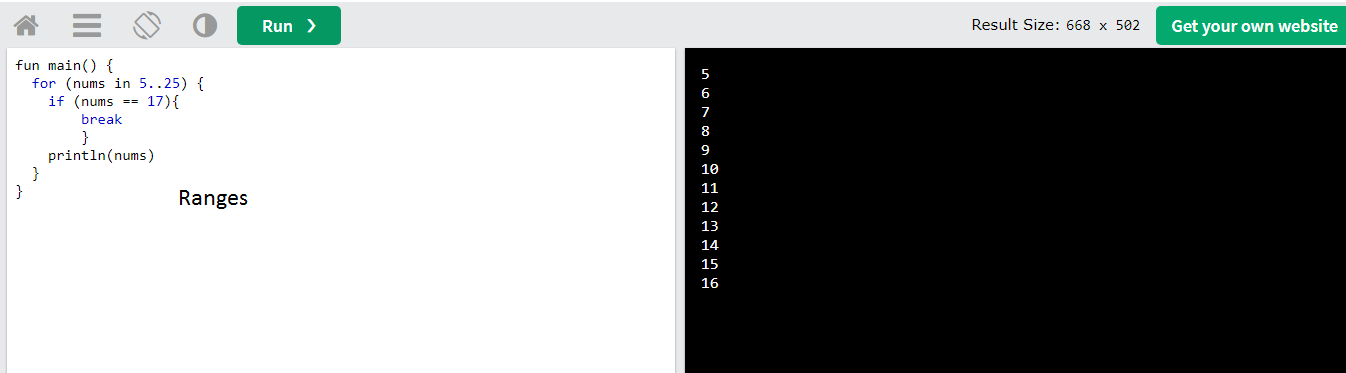 Run ❯
Result Size: 668 x 502
Get your own website
fun main() {
  for (nums in 5..25) {
    if (nums == 17){
        break
        }
    println(nums)
  }
}
Ranges
5
6
7
8
9
10
11
12
13
14
15
16